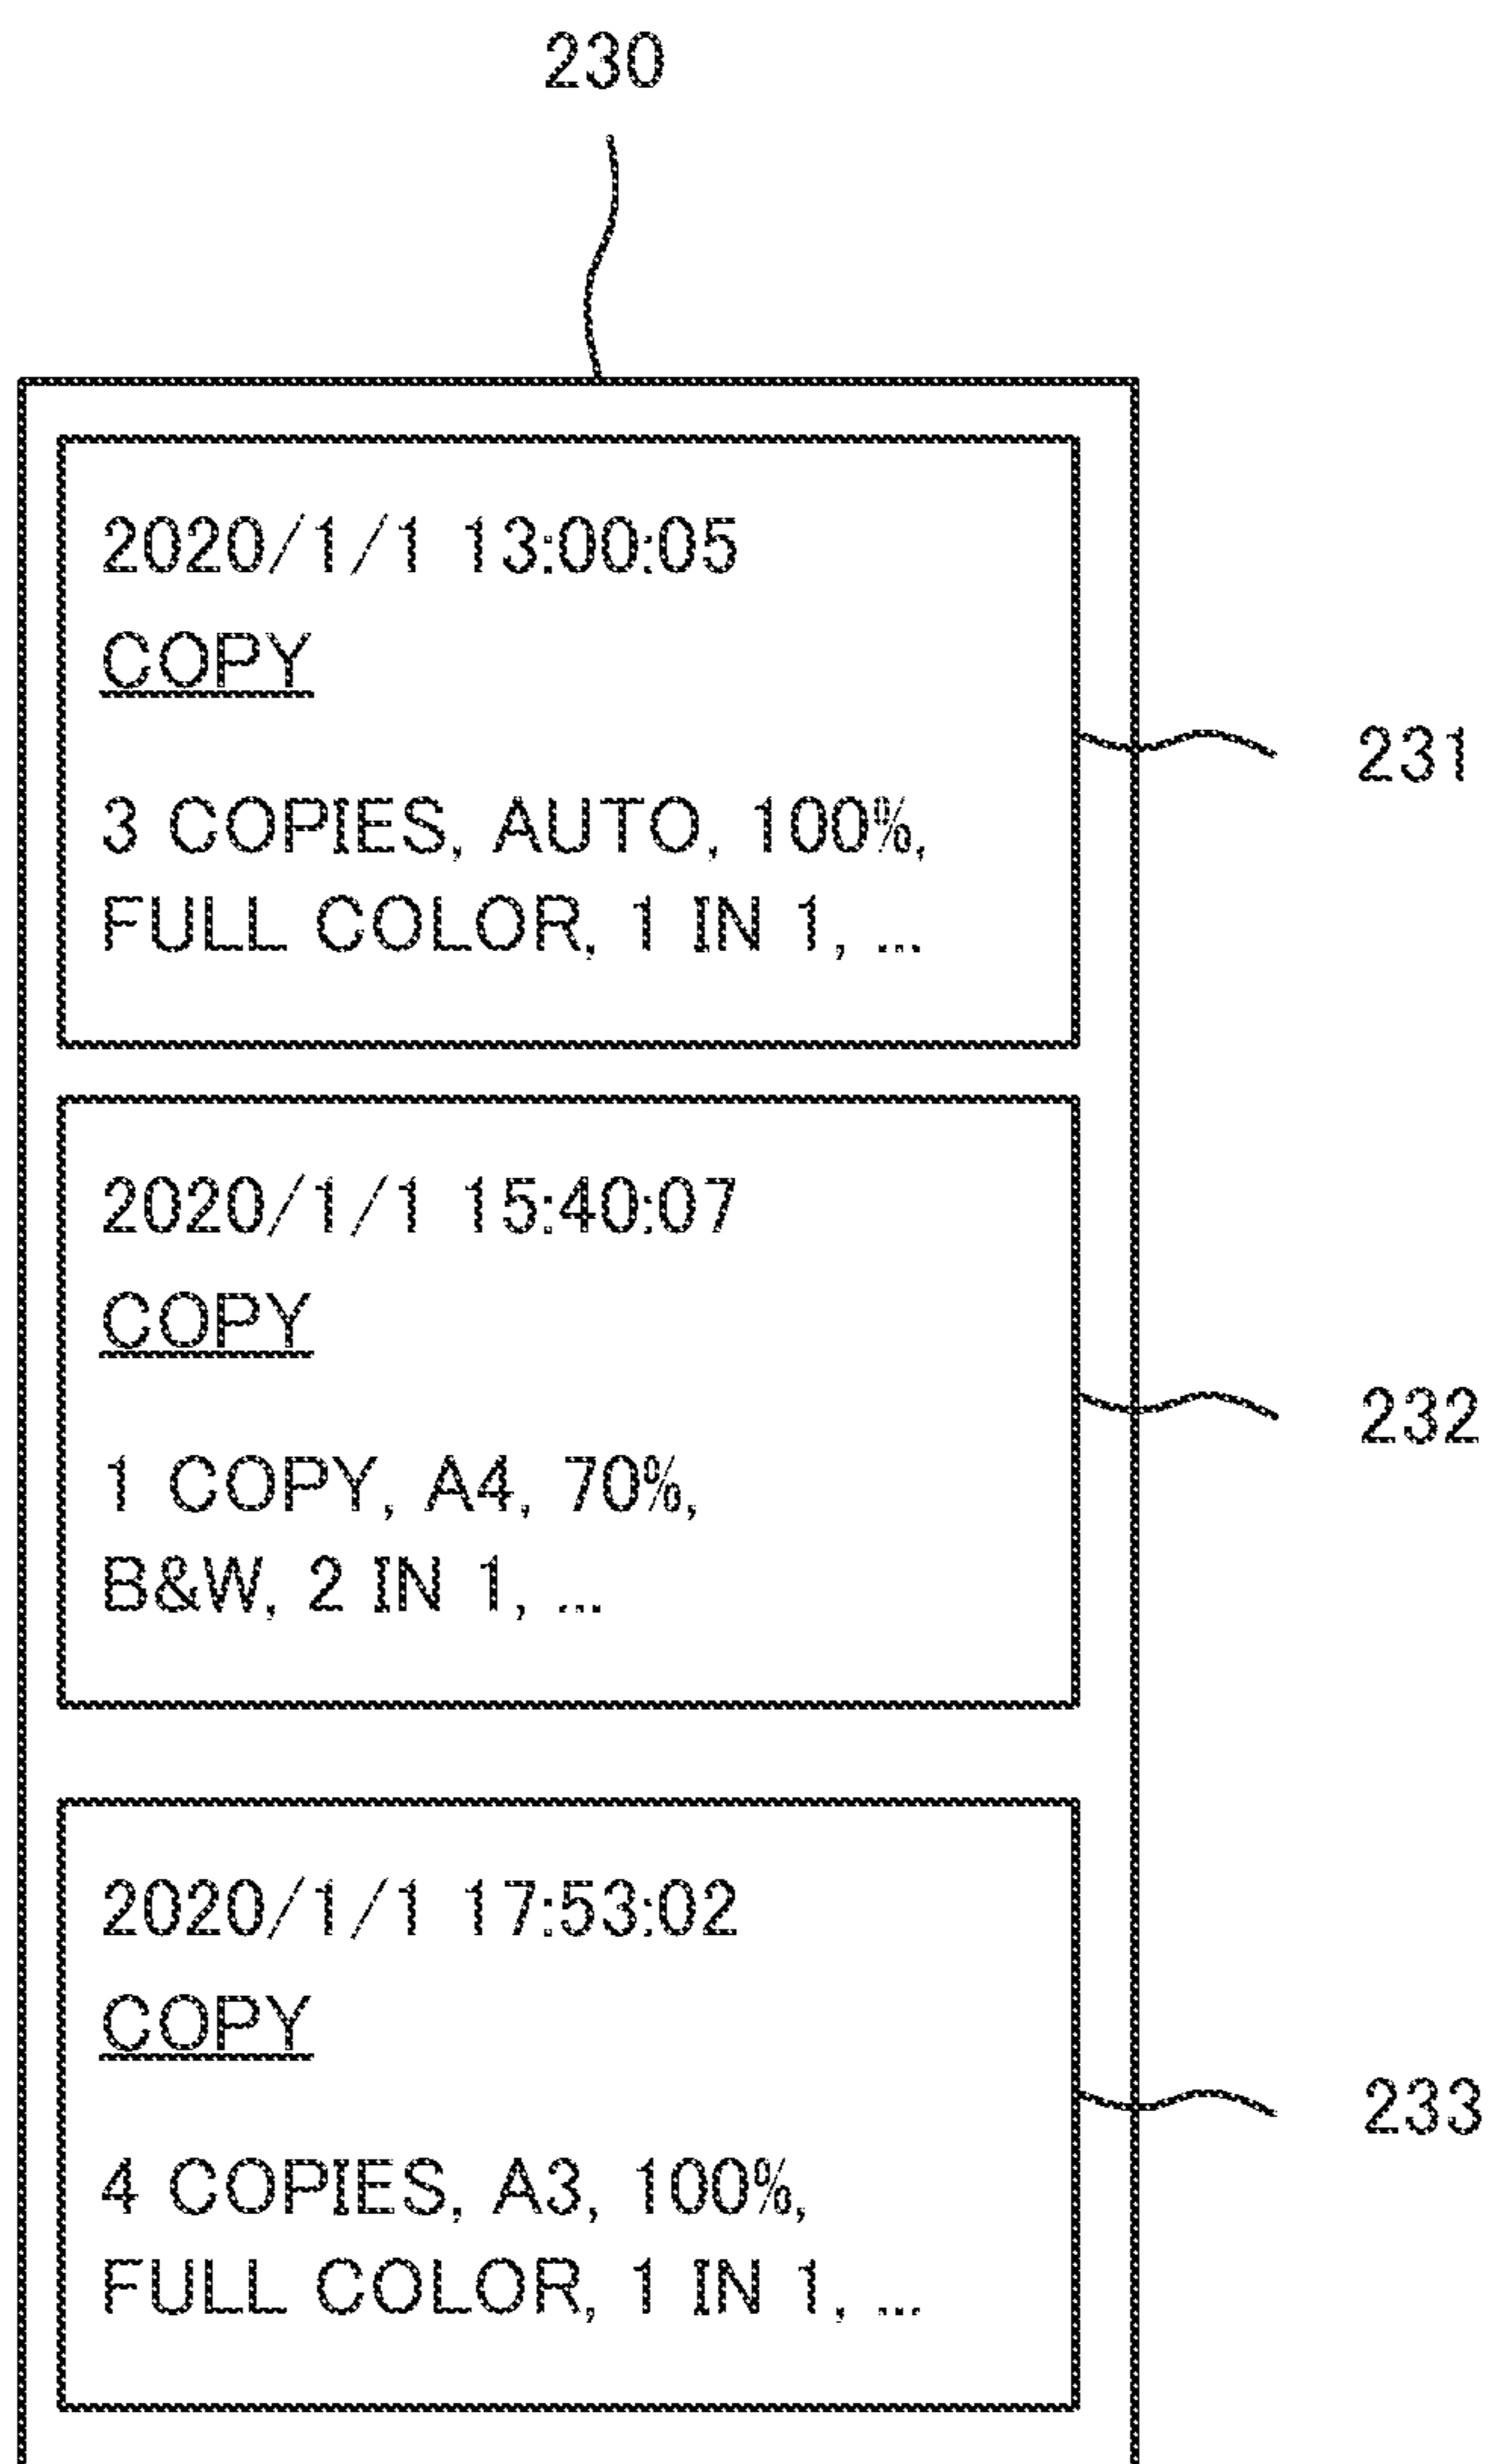 230
2020/1/1 13:00:05
COPY
231
3 COPIES, AUTO, 100%,
FULL COLOR, 1 IN 1, ...
2020/1/1 15:40:07
COPY
232
1 COPY, A4, 70%,
B&W, 2 IN 1, ...
2020/1/1 17:53:02
COPY
233
4 COPIES, A3, 100%,
FULL COLOR, 1 IN 1, ...